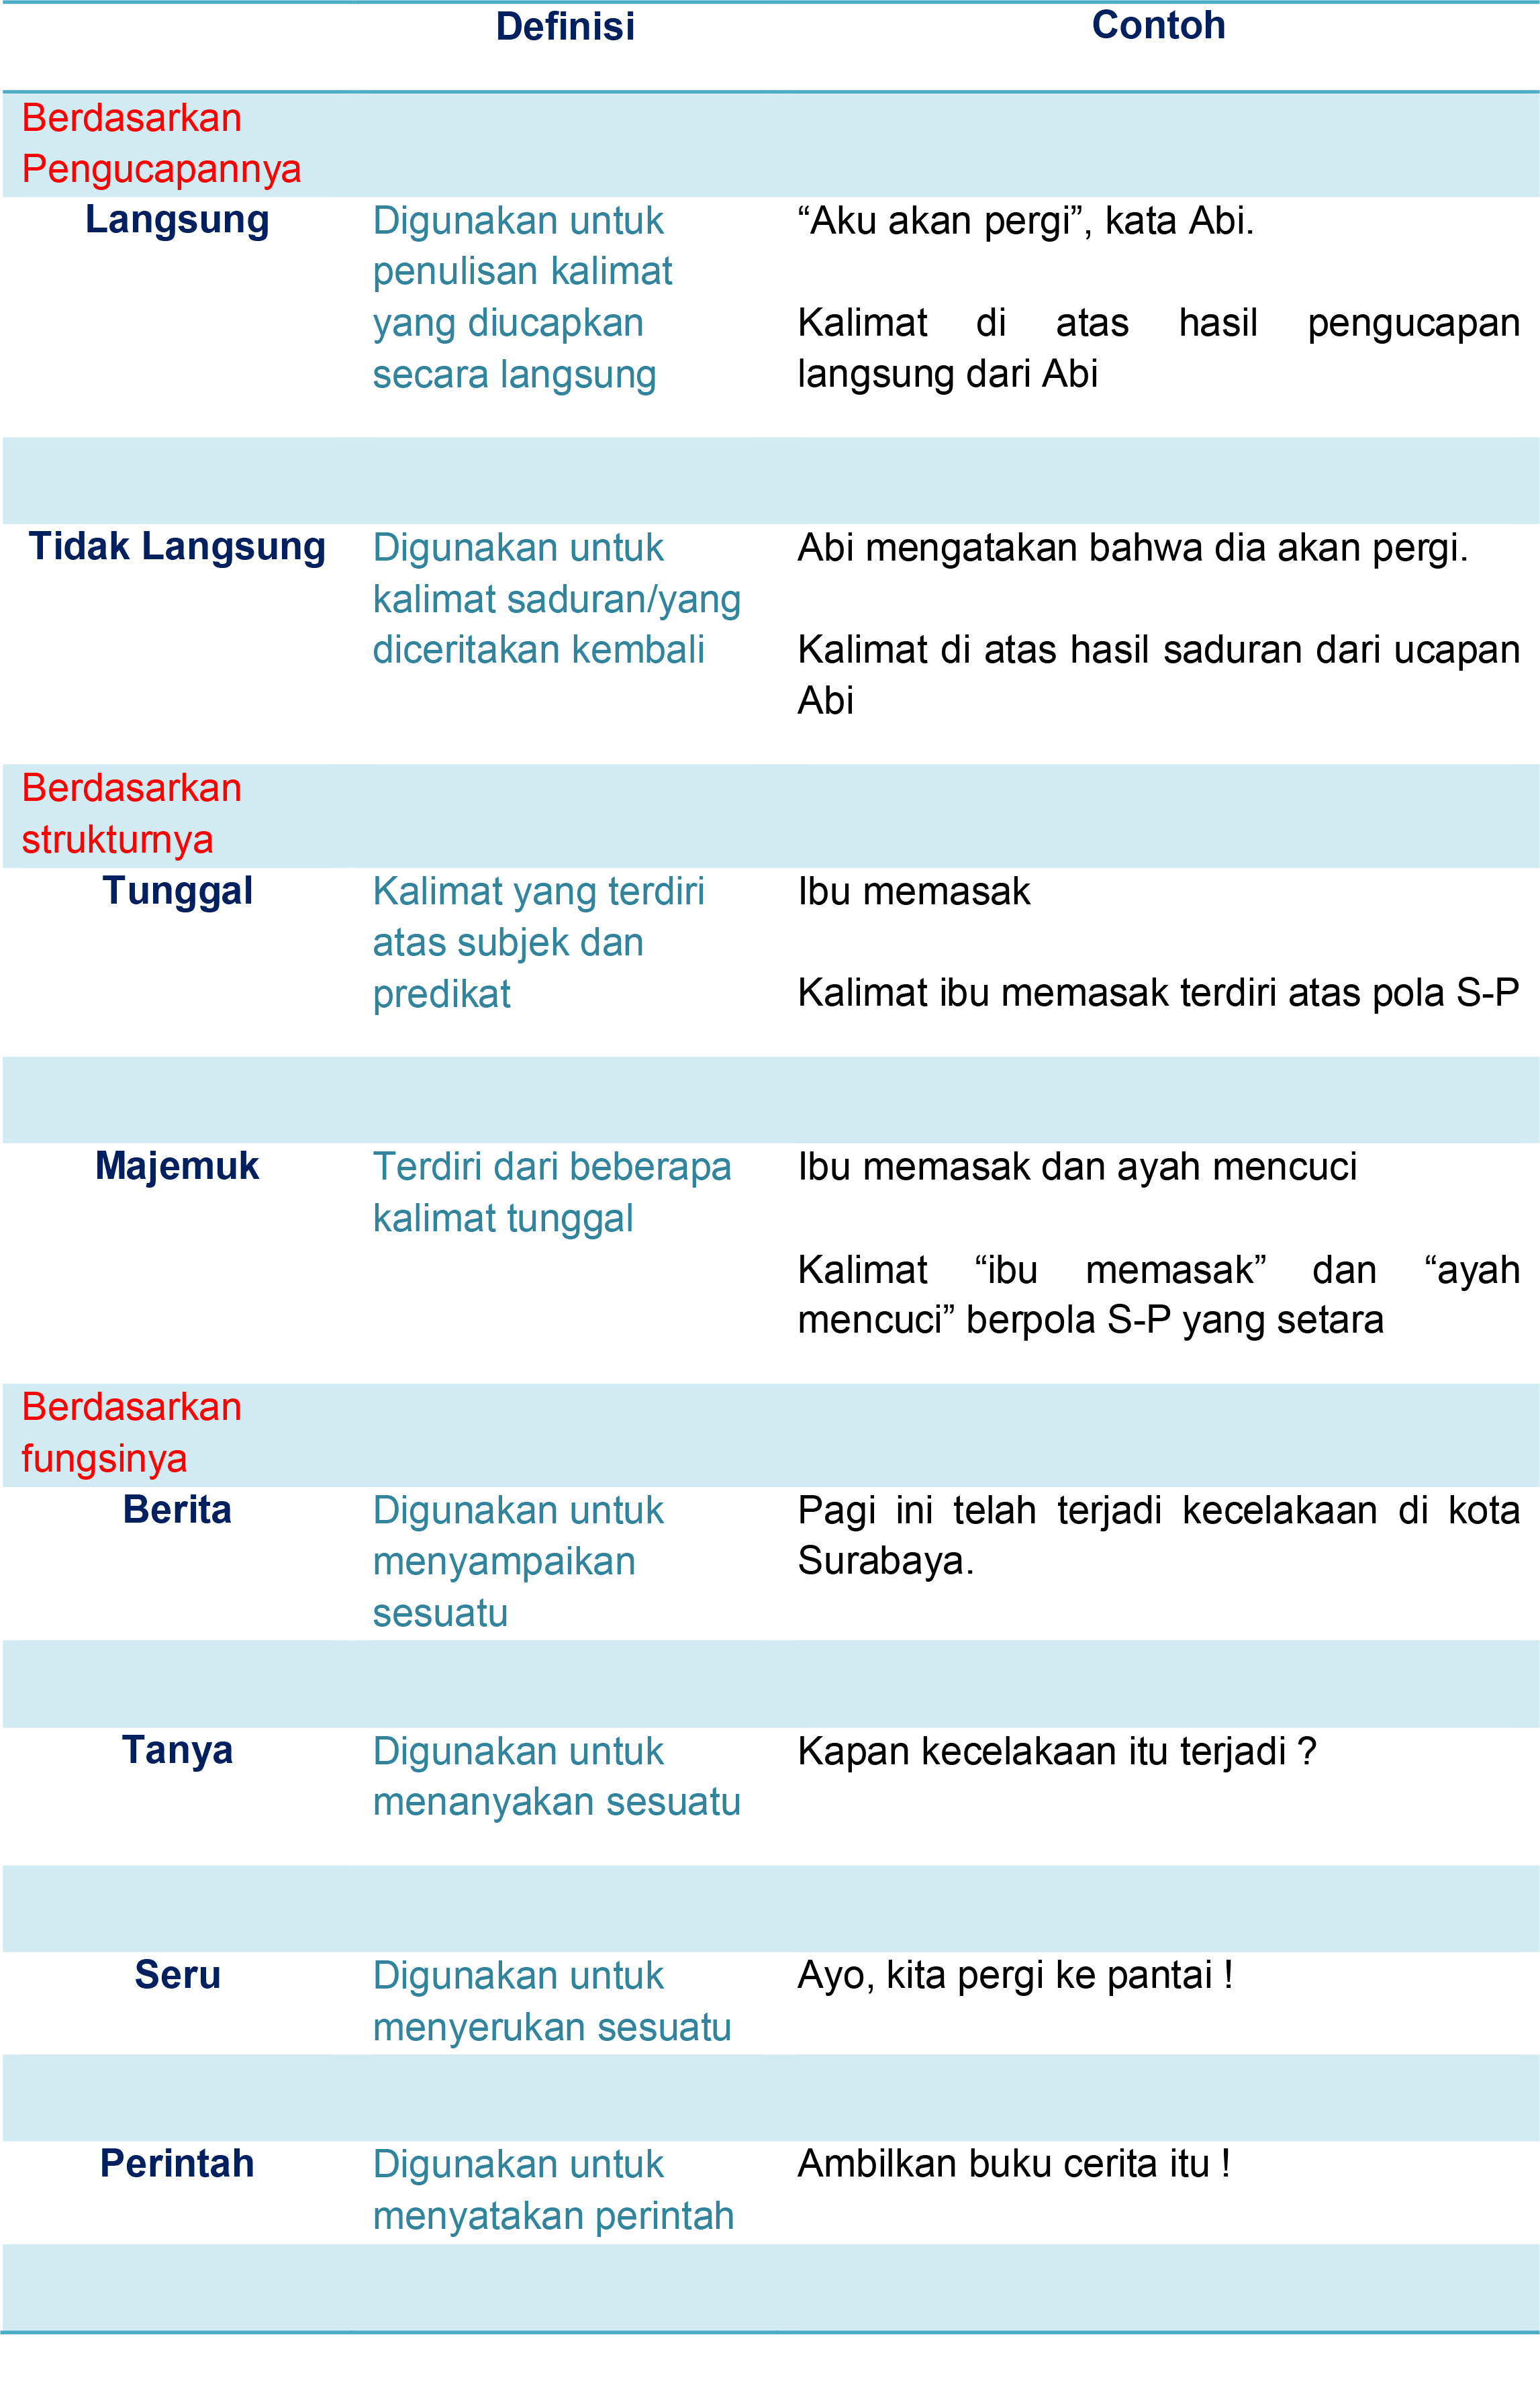 Definisi
Contoh
Berdasarkan
Pengucapannya
Langsung
Digunakan untuk
penulisan kalimat
yang diucapkan
secara langsung
“Aku akan pergi”, kata Abi.
Kalimat di atas hasil pengucapan
langsung dari Abi
Tidak Langsung
Digunakan untuk
kalimat saduran/yang
diceritakan kembali
Abi mengatakan bahwa dia akan pergi.
Kalimat di atas hasil saduran dari ucapan
Abi
Berdasarkan
strukturnya
Tunggal
Kalimat yang terdiri
atas subjek dan
predikat
Ibu memasak
Kalimat ibu memasak terdiri atas pola S-P
Majemuk
Terdiri dari beberapa
kalimat tunggal
Ibu memasak dan ayah mencuci
Kalimat “ibu memasak” dan “ayah
mencuci” berpola S-P yang setara
Berdasarkan
fungsinya
Berita
Digunakan untuk
menyampaikan
sesuatu
Pagi ini telah terjadi kecelakaan di kota
Surabaya.
Tanya
Digunakan untuk
menanyakan sesuatu
Kapan kecelakaan itu terjadi ?
Seru
Digunakan untuk
menyerukan sesuatu
Ayo, kita pergi ke pantai !
Perintah
Digunakan untuk
menyatakan perintah
Ambilkan buku cerita itu !